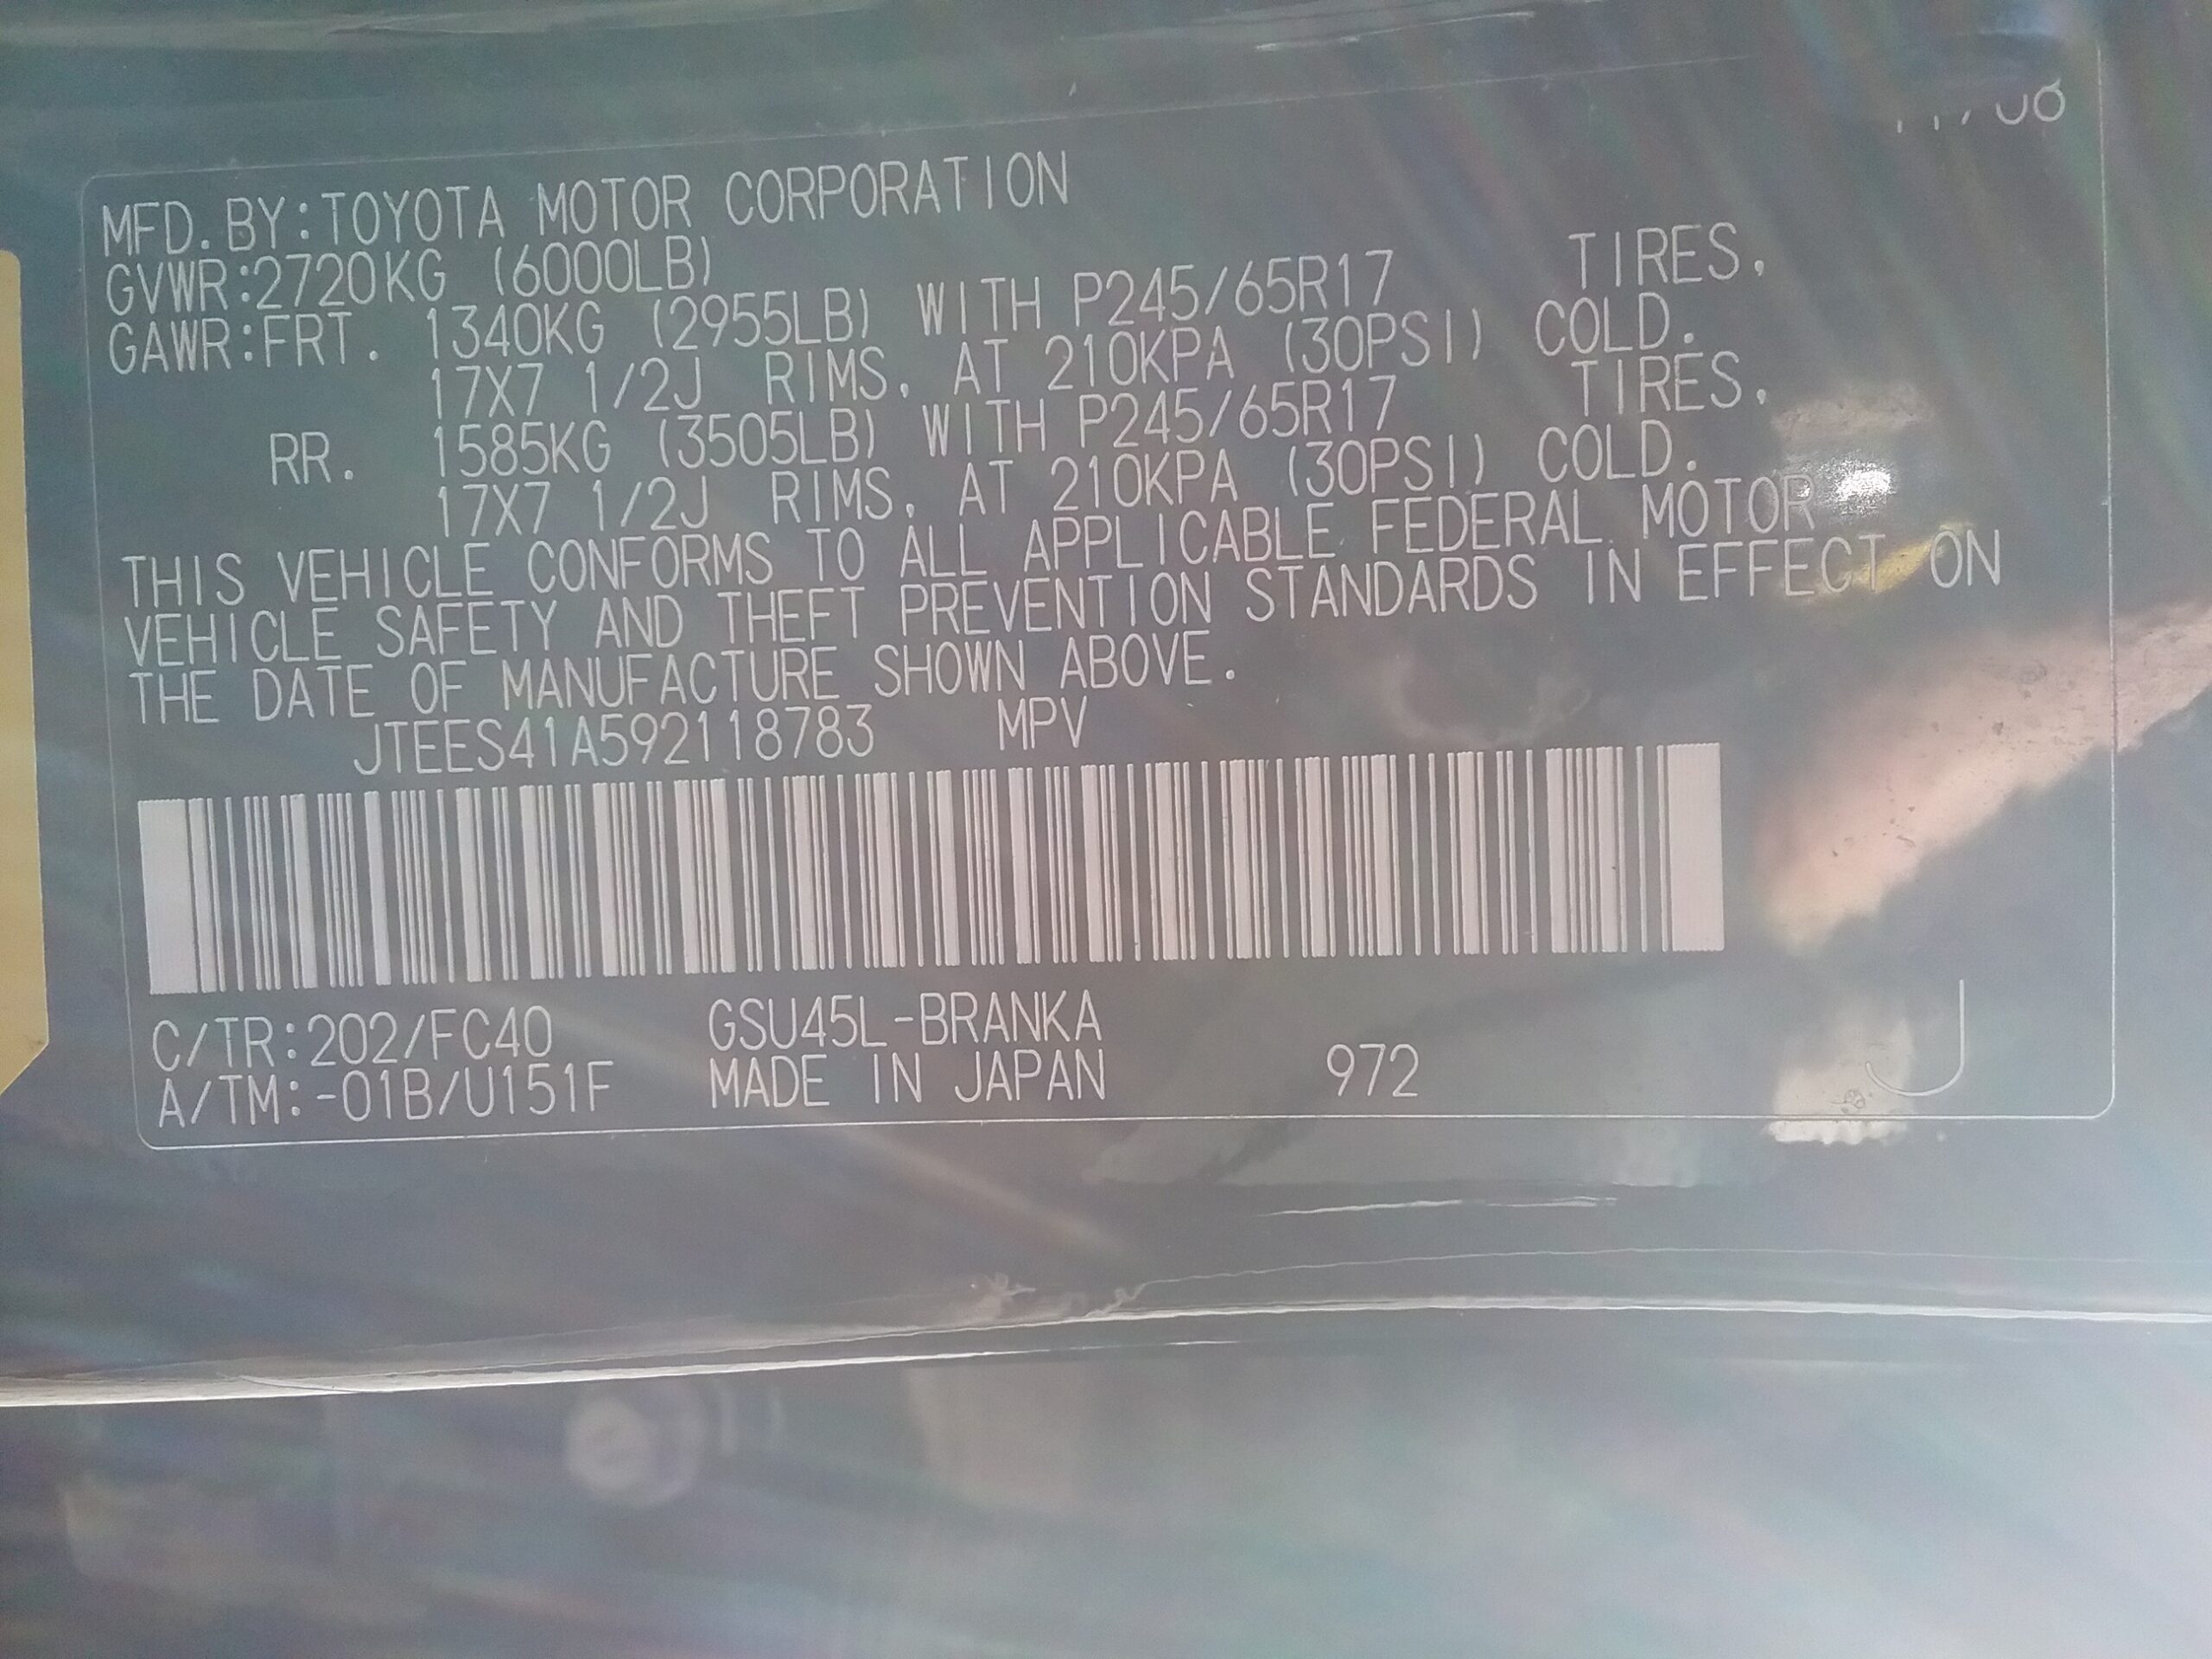 MFD.BY:TOYOTA MOTOR CORPORATION
GVWR:2720KG (6000LB)
GAWR:FRT. 1340KG (2955LB) WITH P245/65R17 TIRES,
17X7 1/2J RIMS, AT 210KPA (30PSI) COLD.
RR. 1585KG (3505LB) WITH P245/65R17 TIRES,
17X7 1/2J RIMS, AT 210KPA (30PSI) COLD.
THIS VEHICLE CONFORMS TO ALL APPLICABLE FEDERAL MOTOR
VEHICLE SAFETY AND THEFT PREVENTION STANDARDS IN EFFECT ON
THE DATE OF MANUFACTURE SHOWN ABOVE.
JTEES41A592118783 MPV
C/TR:202/FC40 GSU45L-BRANKA
A/TM:-01B/U151F MADE IN JAPAN 972 J